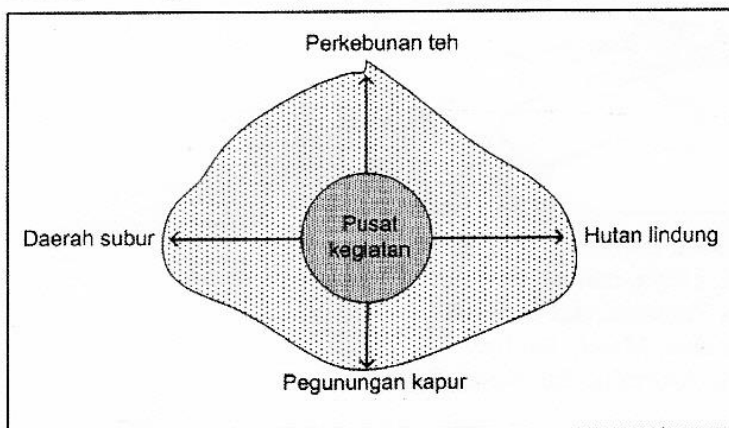 Perkebunan teh
Daerah subur
Pusat
kegiatan
Hutan lindung
Pegunungan kapur